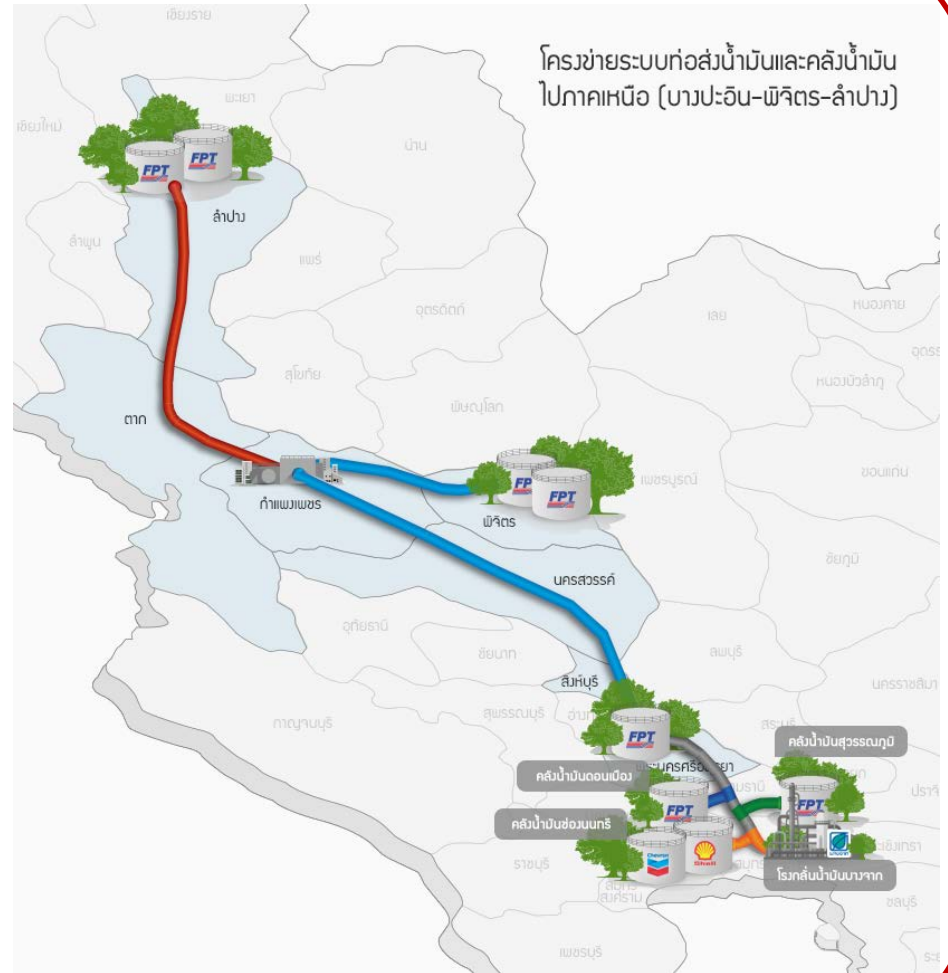 โครงข่ายระบบท่อส่งน้ำมันและคลังน้ำมัน
ไปภาคเหนือ (บางปะอิน-พิจิตร-ลำปาง)
เชียงราย
พะเยา
เชียงใหม่
น่าน
FPT
FPT
ลำปาง
ลำพูน
แพร่
อุตรดิตถ์
เลย
หนองคาย
สุโขทัย
หนองบัวลำภู
พิษณุโลก
ตาก
ขอนแก่น
เพชรบูรณ์
FPT
กำแพงเพชร
พิจิตร
ชัยภูมิ
นครสวรรค์
อุทัยธานี
ชัยนาท
ลพบุรี
สิงห์บุรี
นครราชสีมา
สุพรรณบุรี
กาญจนบุรี
สระบุรี
FPT
คลังน้ำมันสุวรรณภูมิ
คลังน้ำมันดอนเมือง
FPT
FPT
คลังน้ำมันช่องนนทรี
Chevron
Shell
บางจาก
ราชบุรี
โรงกลั่นน้ำมันบางจาก
ชลบุรี
เพชรบุรี